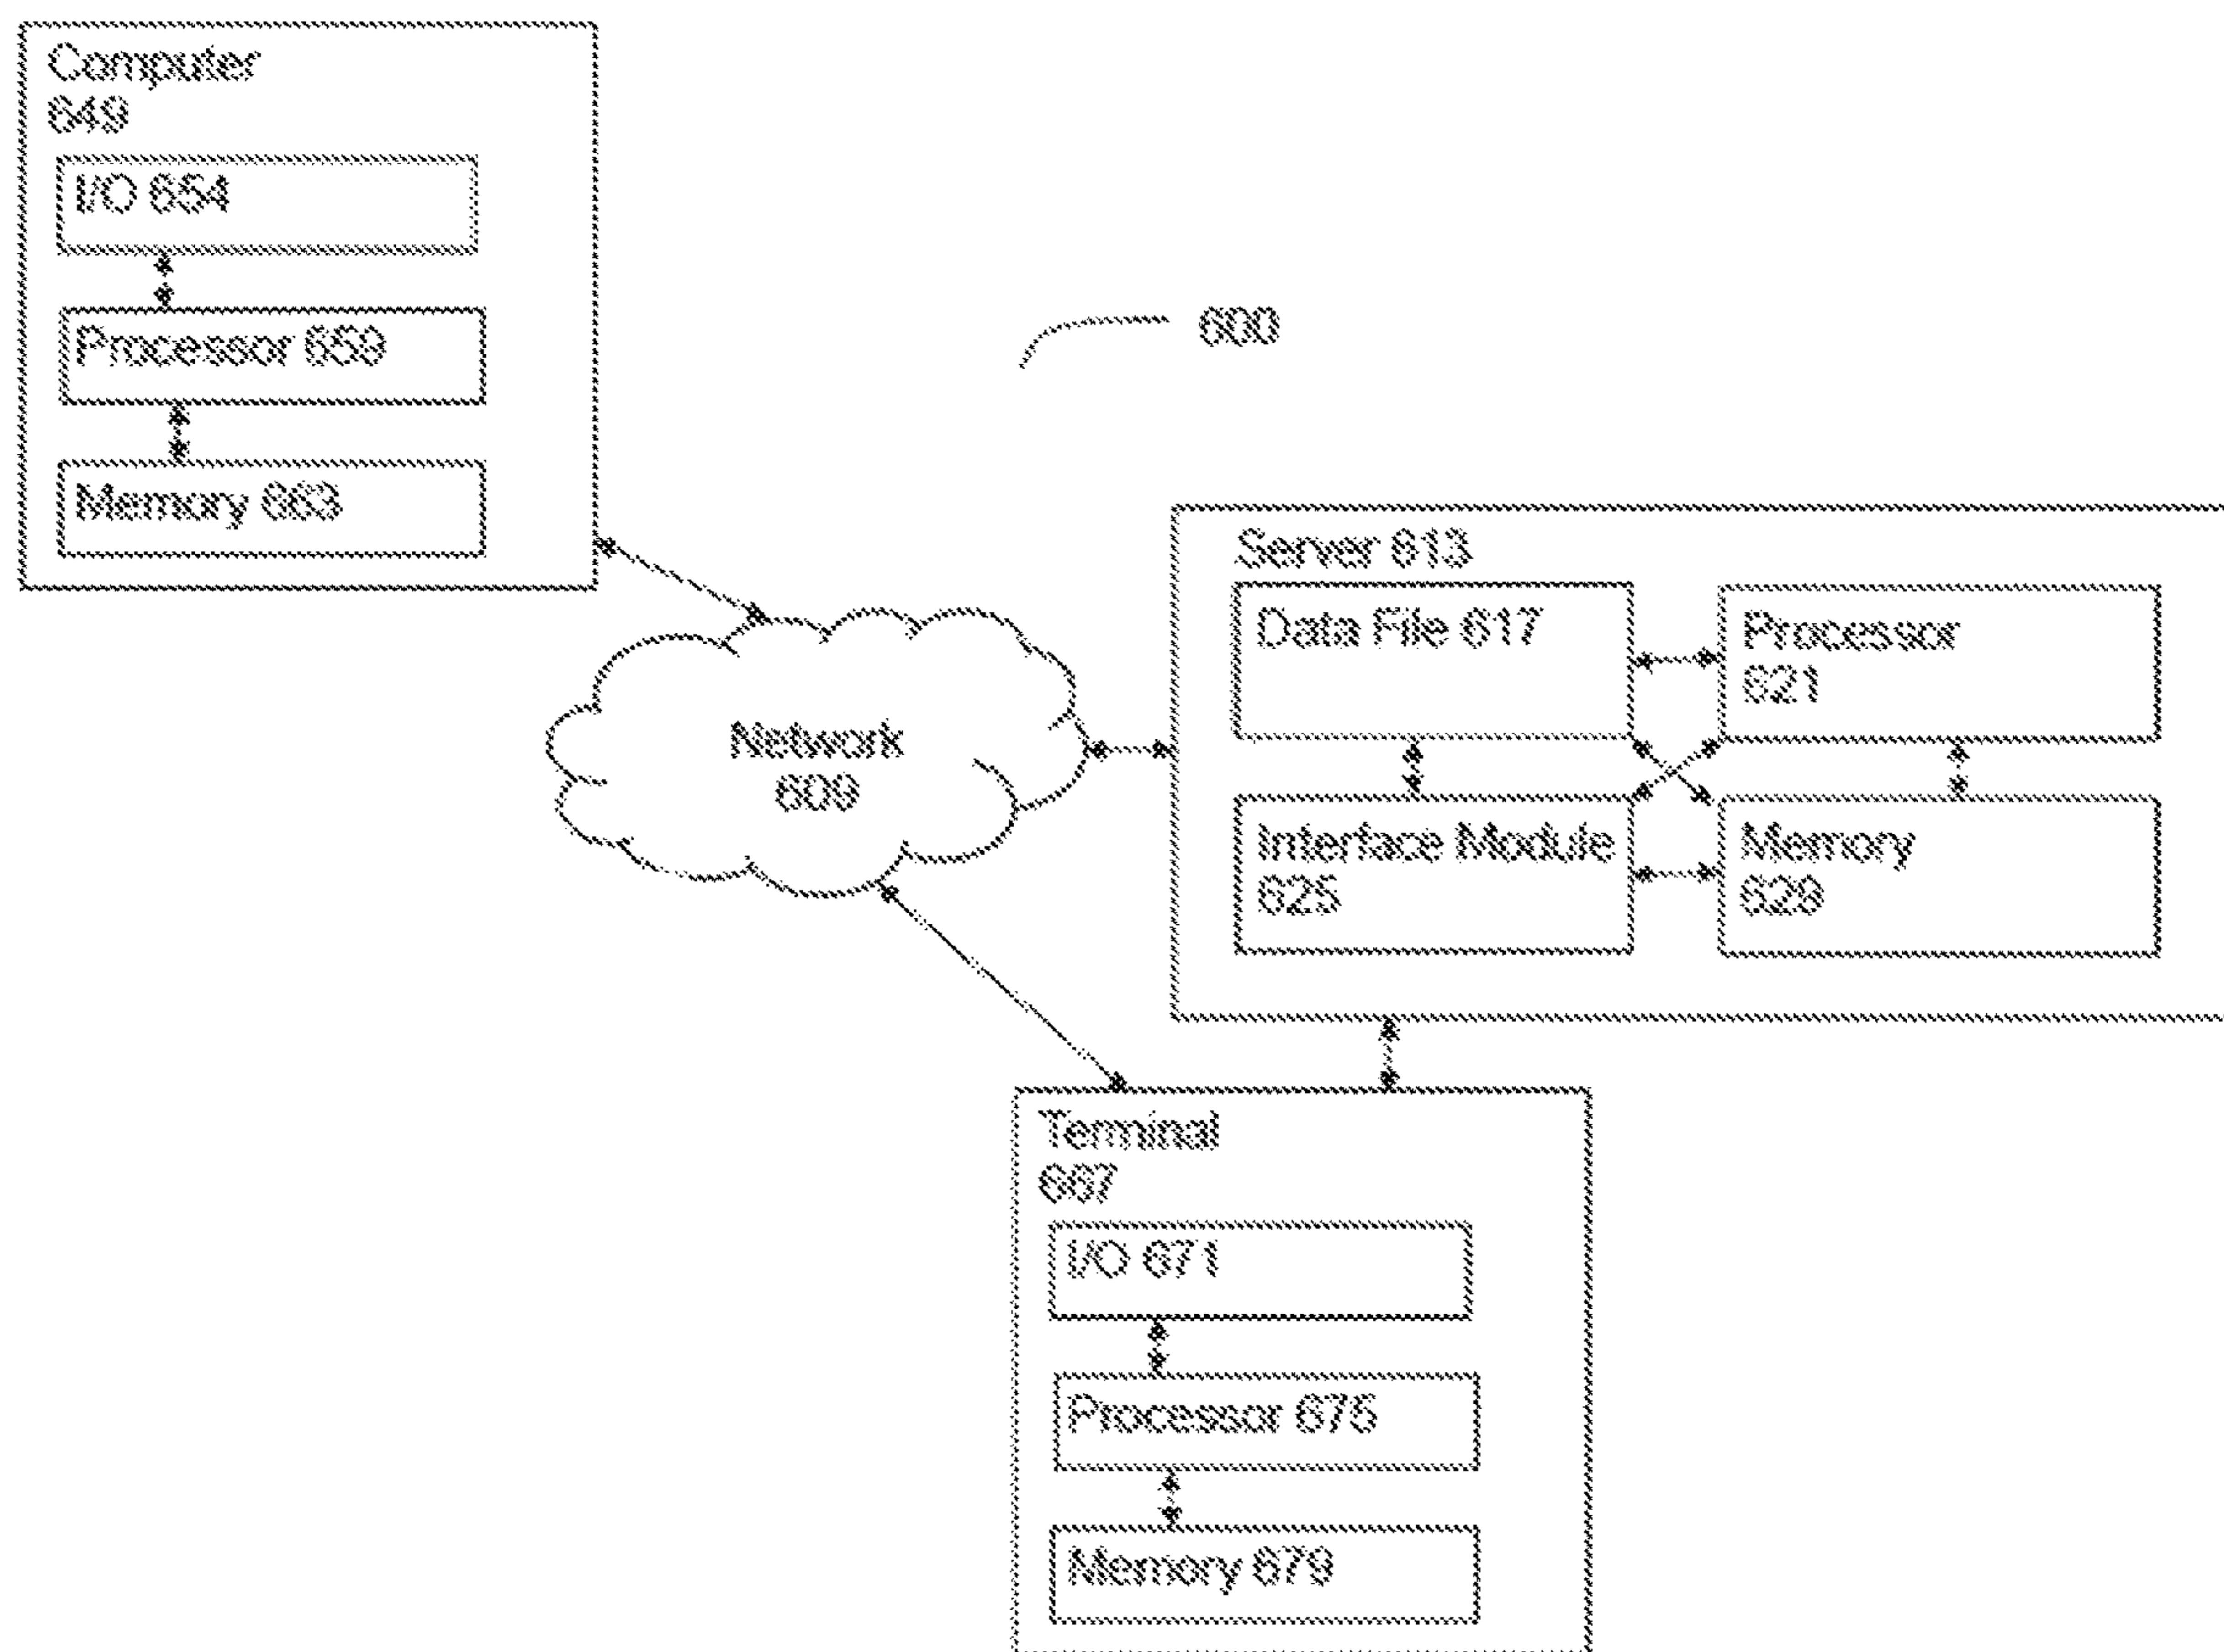 Computer
649
I/O 654
Processor 659
Memory 663
600
Network
609
Server 613
Data File 617
Processor
621
Interface Module
625
Memory
629
Terminal
667
I/O 671
Processor 675
Memory 679